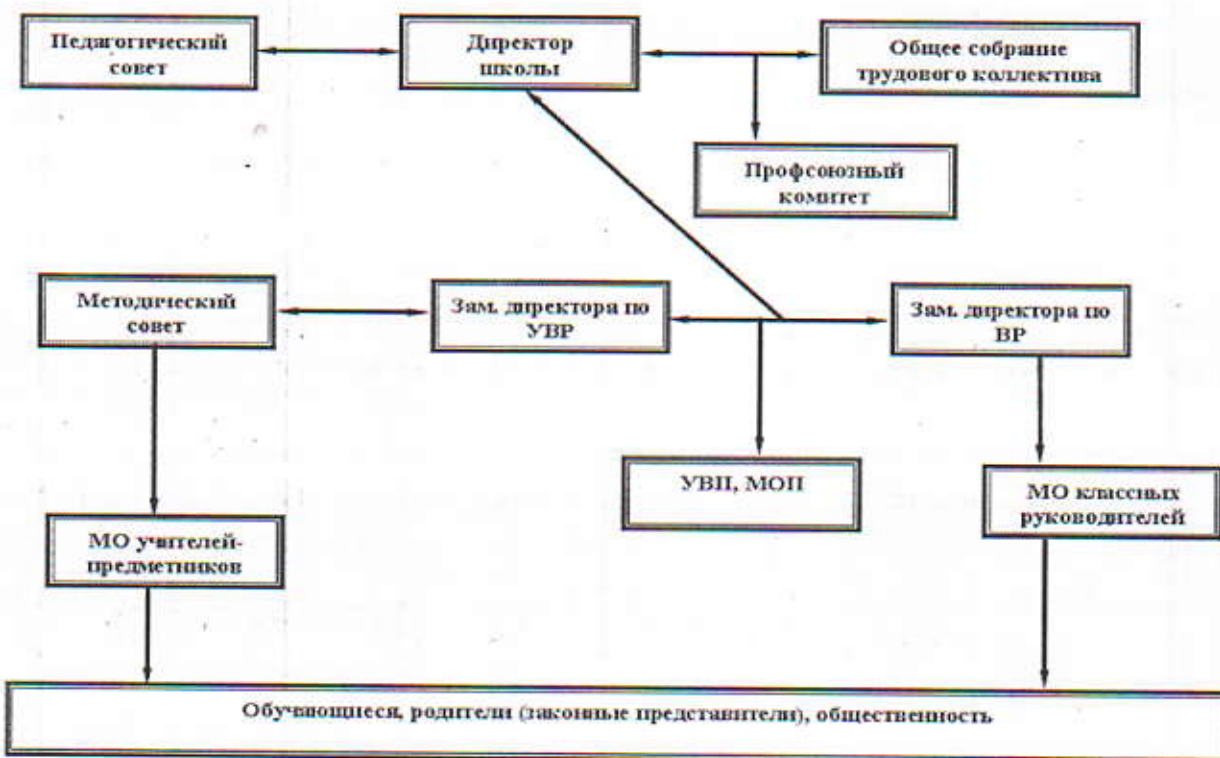 Педагогический
совет
Директор
школы
Общее собрание
трудового коллектива
Профсоюзный
комитет
Методический
совет
Зам. директора по
УВР
Зам. директора по
ВР
УВП, МОП
МО классных
руководителей
МО учителей-
предметников
Обучающиеся, родители (законные представители), общественность